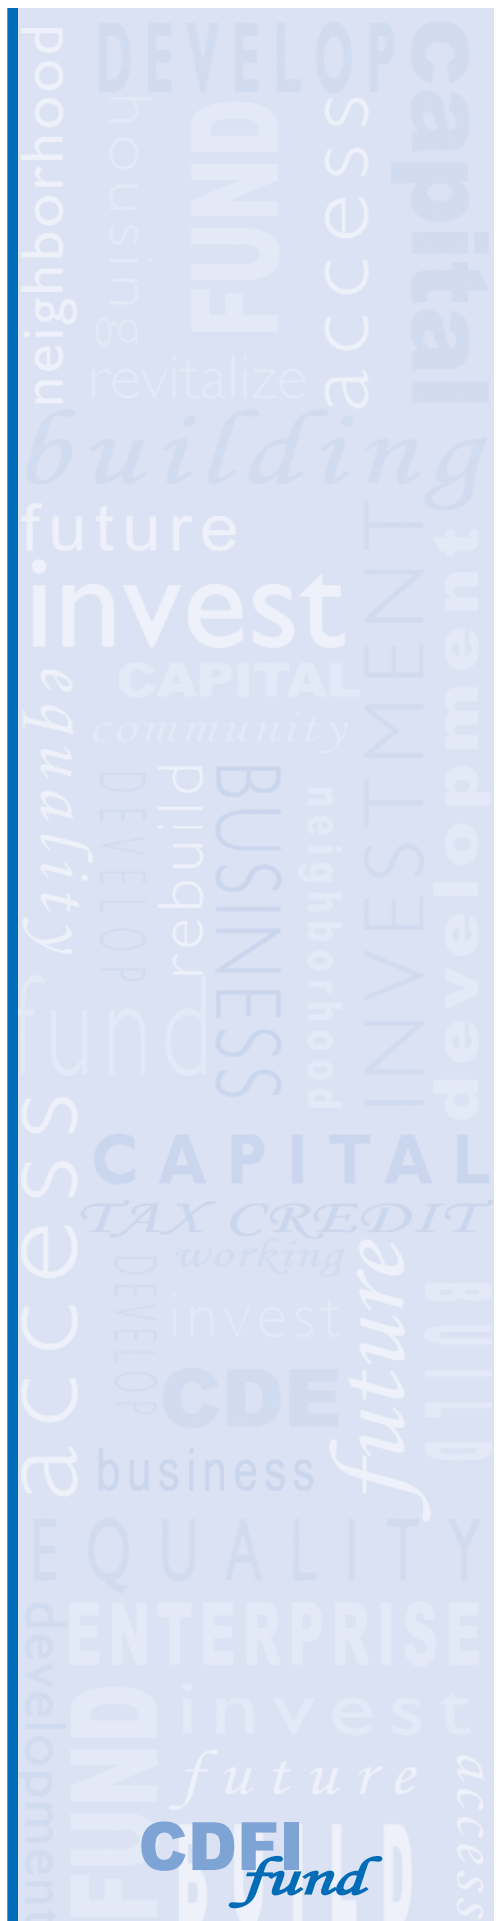 DEVELOP
capital
neighborhood
housing
FUND
access
revitalize
building
future
invest
INVESTMENT
development
CAPITAL
equality
community
DEVELOP
rebuild
BUSINESS
neighborhood
fund
access
CAPITAL
TAX CREDIT
working
DEVELOP
invest
future
BUILD
CDE
business
EQUALITY
development
ENTERPRISE
FUND
invest
future
access
BUILD
CDFI
fund